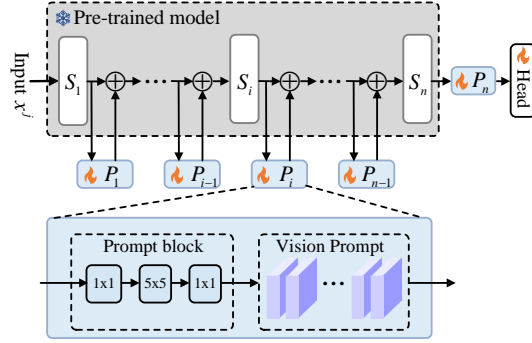 Pre-trained model
Input x^j
S_1
S_i
S_n
P_n
Head
P_1
P_{i-1}
P_i
P_{n-1}
Prompt block
Vision Prompt
1x1
5x5
1x1